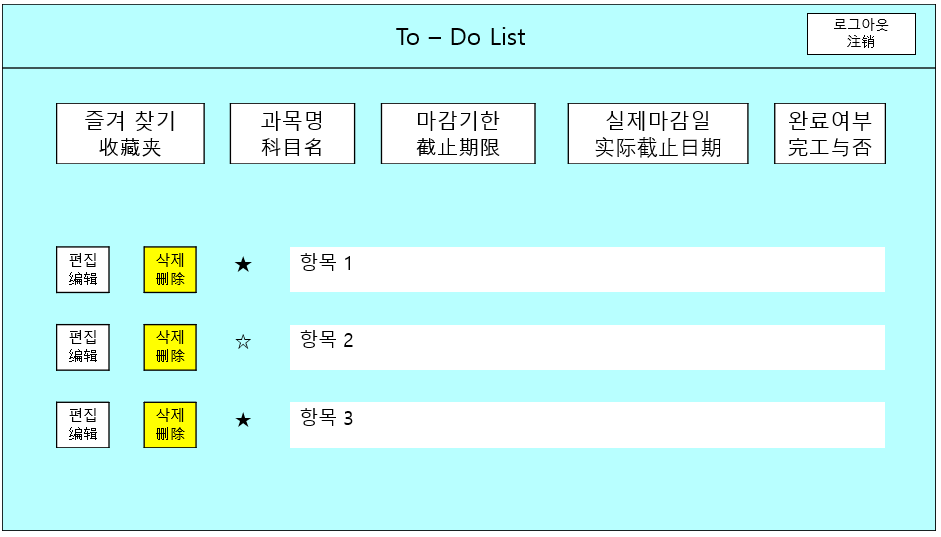 To – Do List
로그아웃
注销
즐겨 찾기
收藏夹
과목명
科目名
마감기한
截止期限
실제마감일
实际截止日期
완료여부
完工与否
편집
编辑
삭제
删除
★
항목 1
편집
编辑
삭제
删除
☆
항목 2
편집
编辑
삭제
删除
★
항목 3